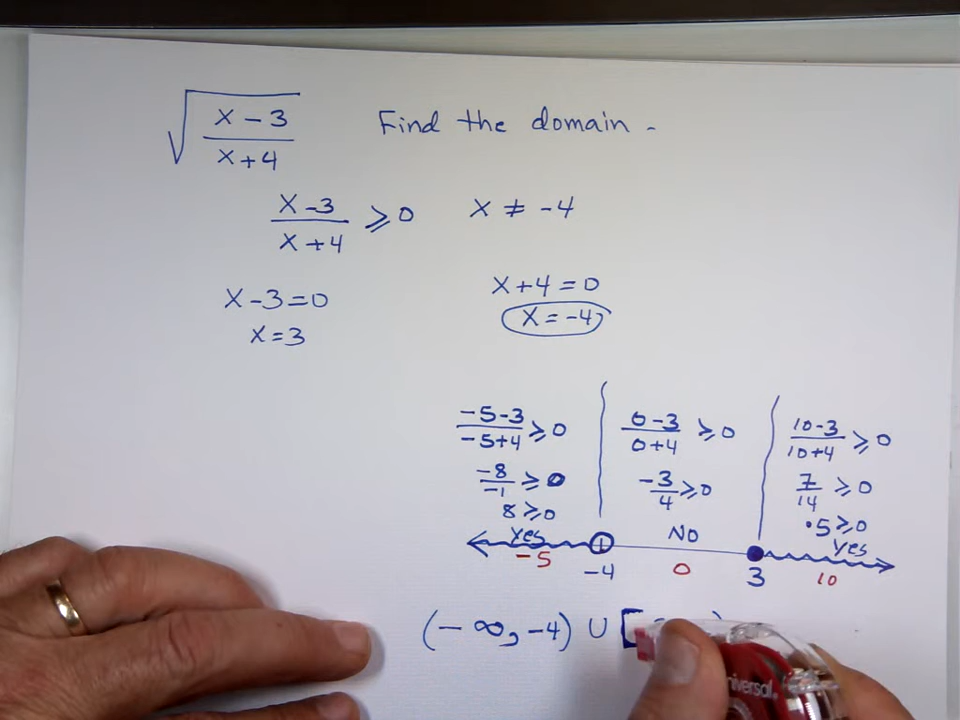 √((x-3)/(x+4)) Find the domain.
(x-3)/(x+4) ≥ 0 x ≠ -4
x-3=0 x+4=0
x=3 x=-4
(-5-3)/(-5+4) ≥ 0 (0-3)/(0+4) ≥ 0 (10-3)/(10+4) ≥ 0
-8/-1 ≥ 0 -3/4 ≥ 0 7/14 ≥ 0
8 ≥ 0 .5 ≥ 0
Yes NO Yes
-5 -4 0 3 10
(-∞, -4) ∪ [
universal